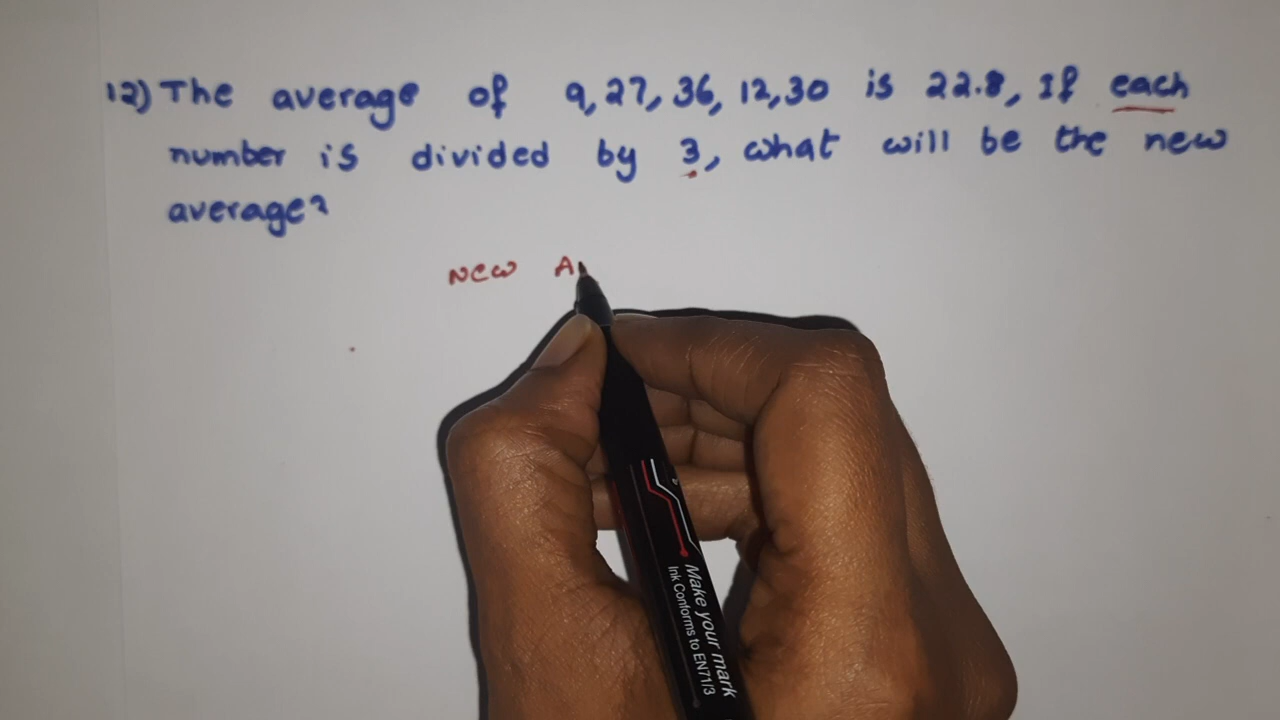 12) The average of 9, 27, 36, 12, 30 is 22.8, If each
number is divided by 3, what will be the new
average?
New A
Make your mark
Ink Conforms to EN71/3